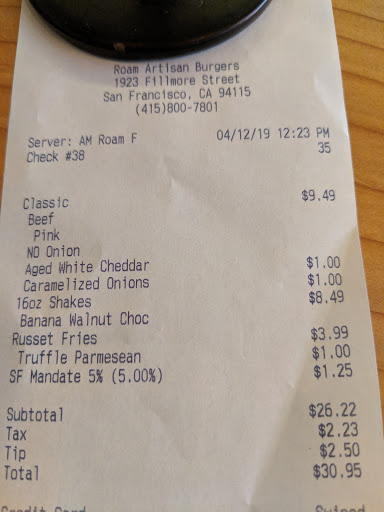 Roam Artisan Burgers
1923 Fillmore Street
San Francisco, CA 94115
(415)800-7801
Server: AM Roam F 04/12/19 12:23 PM
Check #38 35
Classic $9.49
Beef
Pink
NO Onion
Aged White Cheddar $1.00
Caramelized Onions $1.00
16oz Shakes $8.49
Banana Walnut Choc
Russet Fries $3.99
Truffle Parmesean $1.00
SF Mandate 5% (5.00%) $1.25
Subtotal $26.22
Tax $2.23
Tip $2.50
Total $30.95
Credit Card Swiped